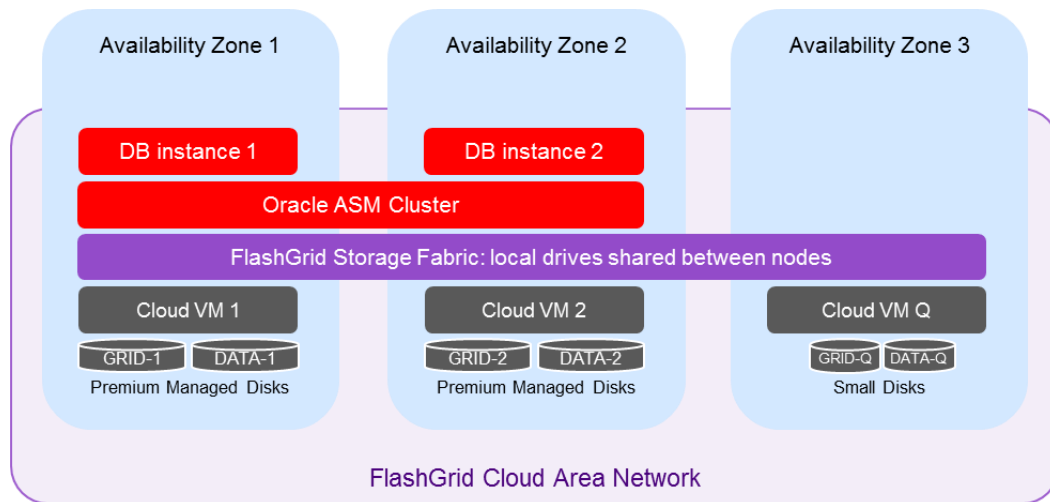 Availability Zone 1
Availability Zone 2
Availability Zone 3
DB instance 1
DB instance 2
Oracle ASM Cluster
FlashGrid Storage Fabric: local drives shared between nodes
Cloud VM 1
Cloud VM 2
Cloud VM Q
GRID-1
DATA-1
GRID-2
DATA-2
GRID-Q
DATA-Q
Premium Managed Disks
Premium Managed Disks
Small Disks
FlashGrid Cloud Area Network